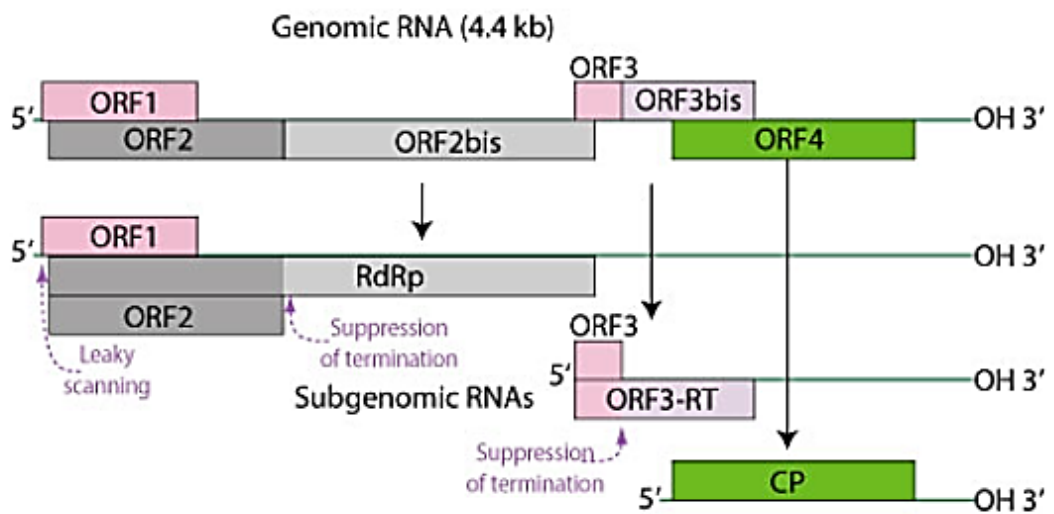 Genomic RNA (4.4 kb)
ORF3
ORF1
ORF3bis
5′
OH 3′
ORF2
ORF2bis
ORF4
ORF1
5′
OH 3′
RdRp
ORF2
Leaky
scanning
Suppression
of termination
ORF3
Subgenomic RNAs
5′
OH 3′
ORF3-RT
Suppression
of termination
CP
5′
OH 3′